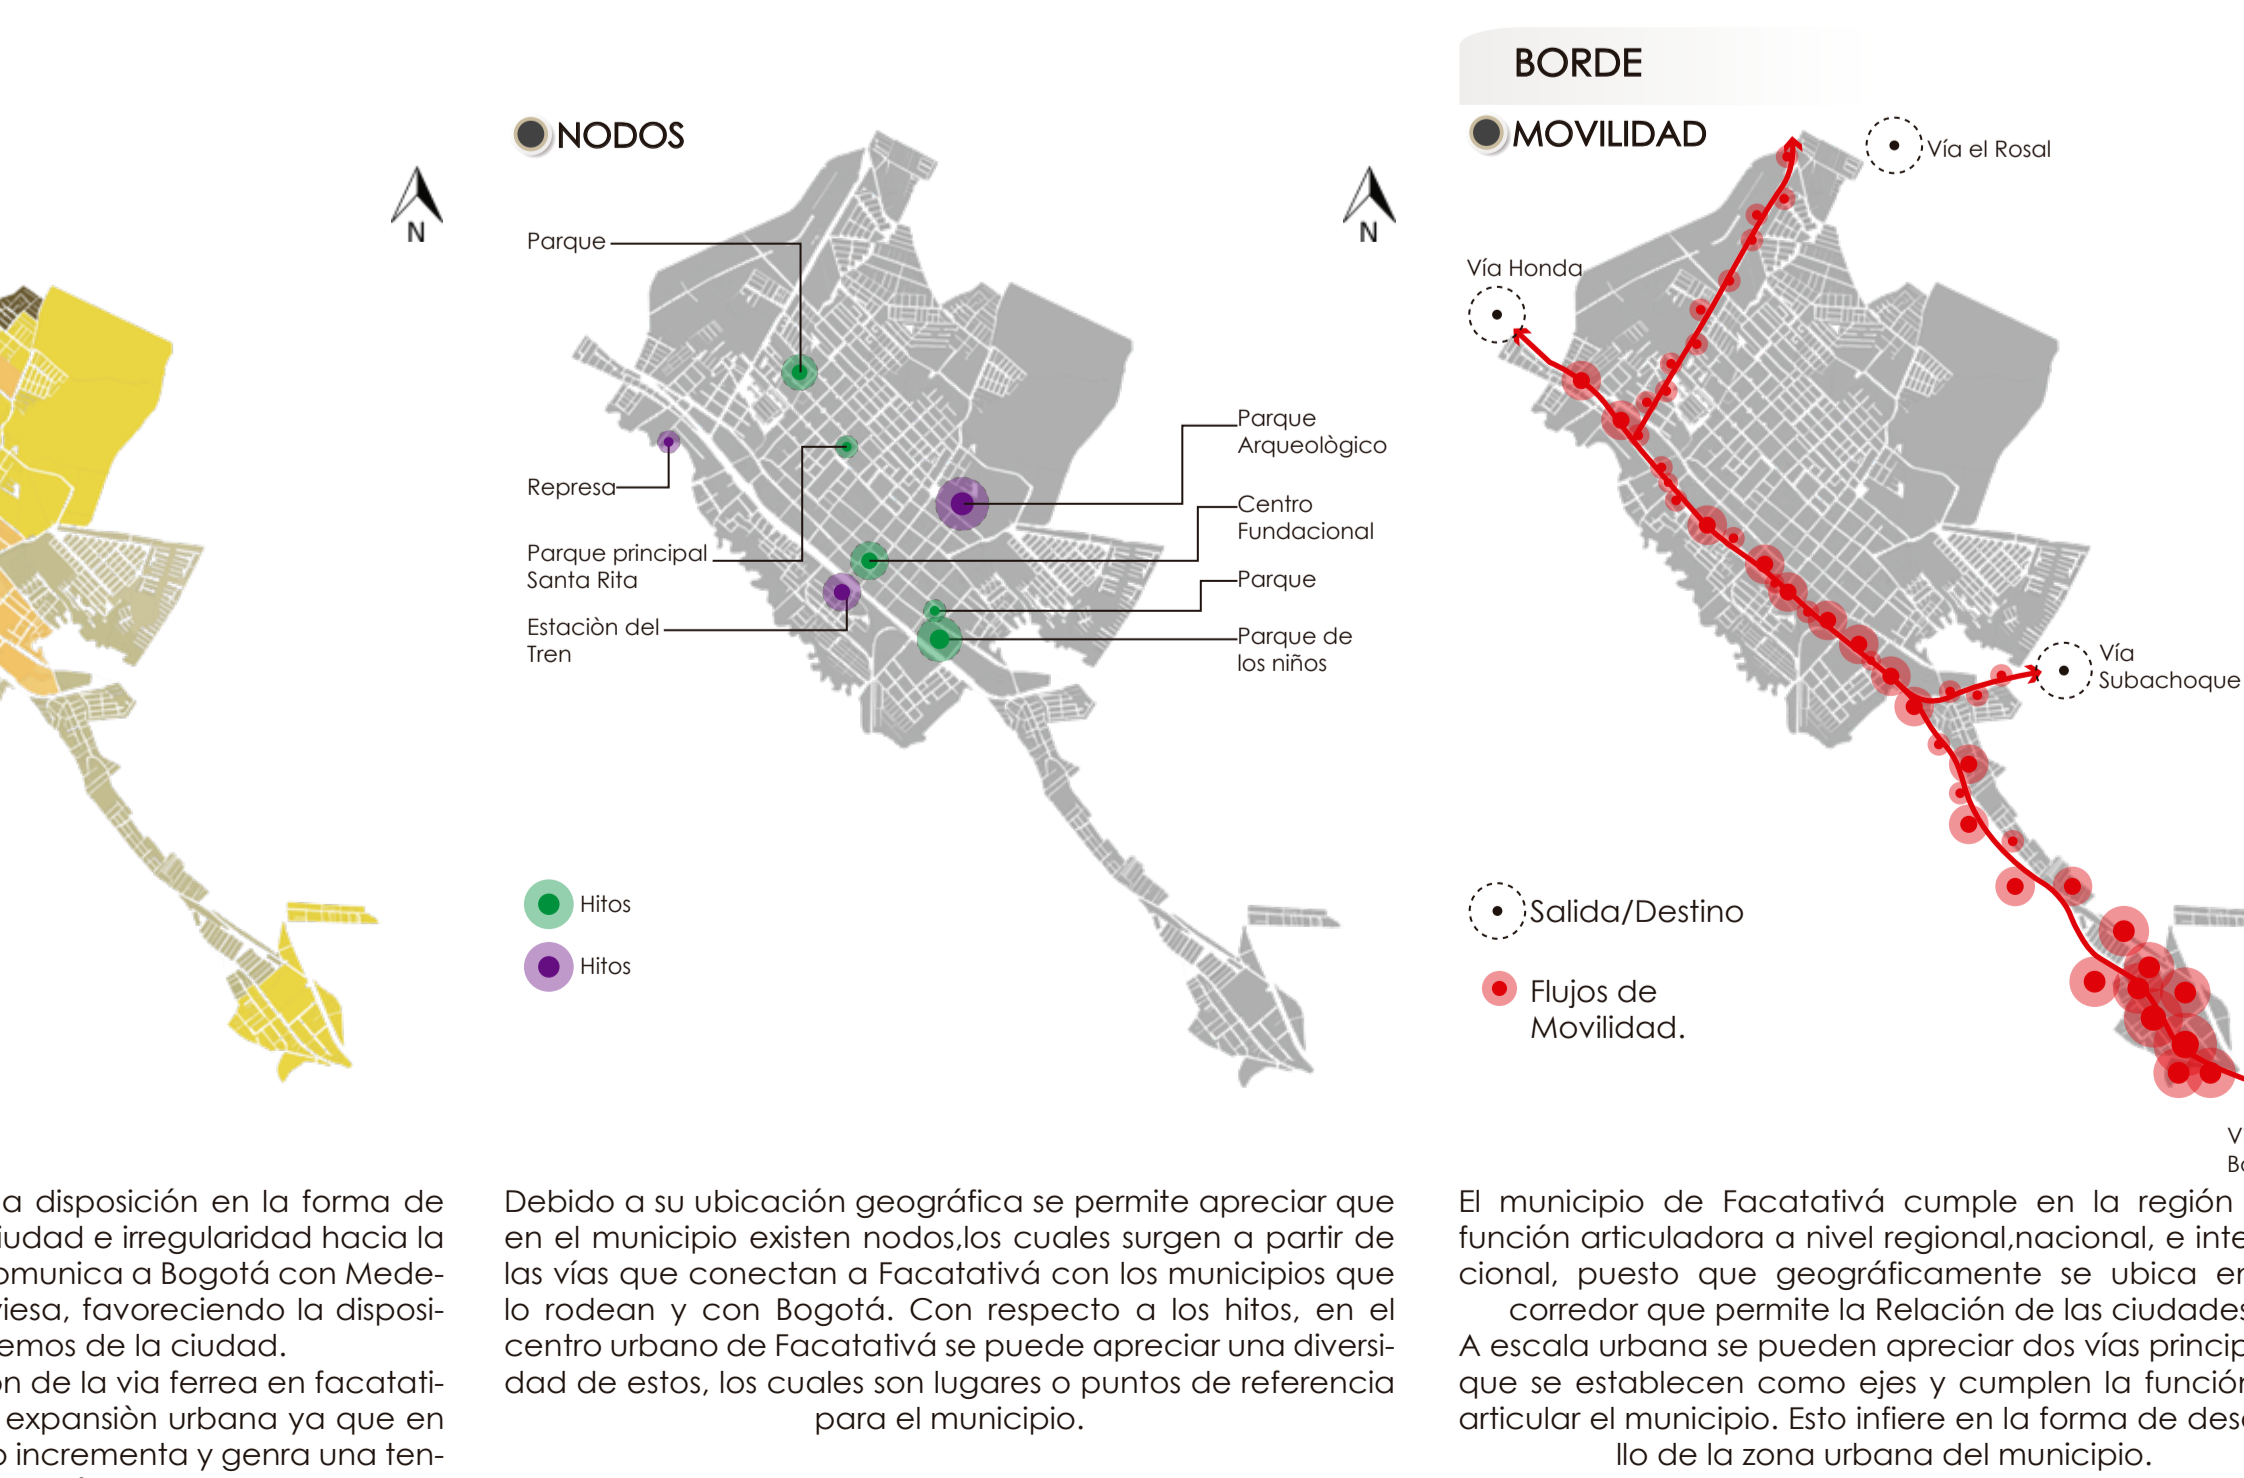 N
a disposición en la forma de
e irregularidad hacia la
a Bogotá con Mede-
favoreciendo la disposi-
de la ciudad.
de la via ferrea en facatati-
expansiòn urbana ya que en
incrementa y genra una ten-
NODOS
N
Parque
Represa
Parque principal
Santa Rita
Estaciòn del
Tren
Parque
Arqueològico
Centro
Fundacional
Parque
Parque de
los niños
Hitos
Hitos
Debido a su ubicación geográfica se permite apreciar que
en el municipio existen nodos,los cuales surgen a partir de
las vías que conectan a Facatativá con los municipios que
lo rodean y con Bogotá. Con respecto a los hitos, en el
centro urbano de Facatativá se puede apreciar una diversi-
dad de estos, los cuales son lugares o puntos de referencia
para el municipio.
BORDE
MOVILIDAD
Vía el Rosal
Vía Honda
Vía
Subachoque
Salida/Destino
Flujos de
Movilidad.
El municipio de Facatativá cumple en la región
función articuladora a nivel regional,nacional, e
cional, puesto que geográficamente se ubica
corredor que permite la Relación de las ciudades
A escala urbana se pueden apreciar dos vías
que se establecen como ejes y cumplen la función
articular el municipio. Esto infiere en la forma de
llo de la zona urbana del municipio.